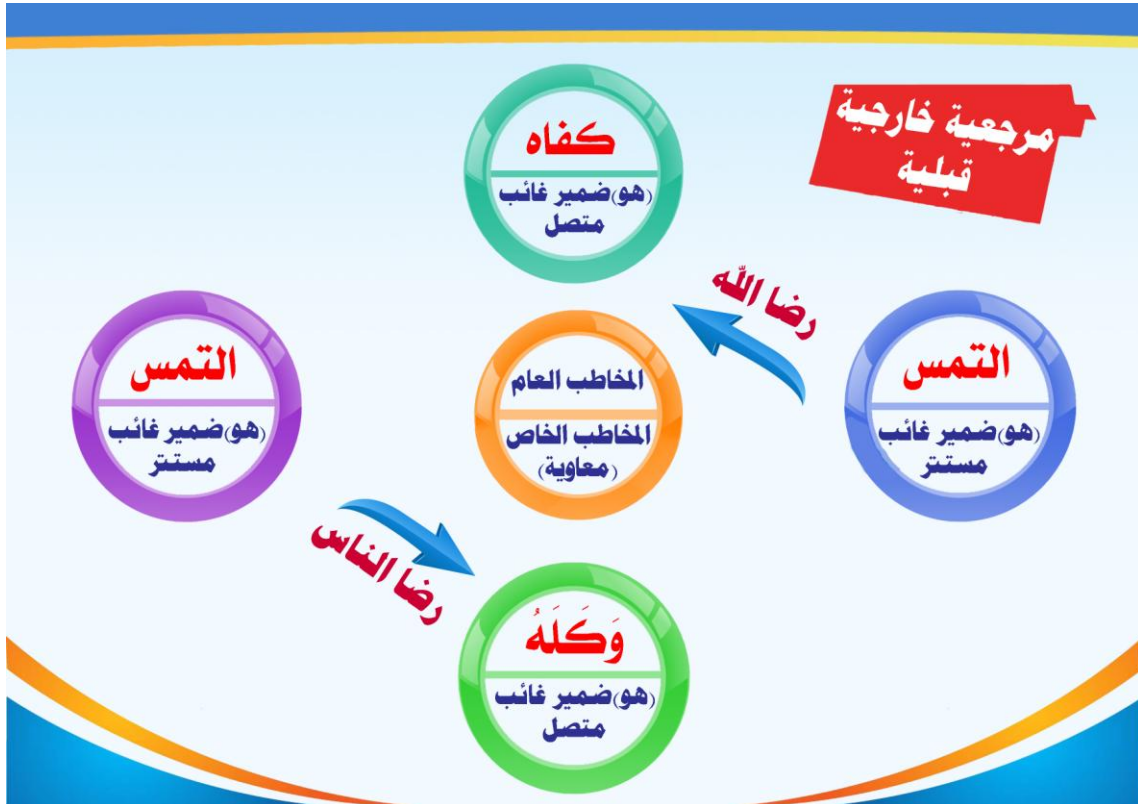 مرجعية خارجية
قبلية
كفاه
(هو)ضمير غائب
متصل
رضا الله
التمس
(هو)ضمير غائب
مستتر
المخاطب العام
المخاطب الخاص
(معاوية)
التمس
(هو)ضمير غائب
مستتر
رضا الناس
وَكَلَهُ
(هو)ضمير غائب
متصل